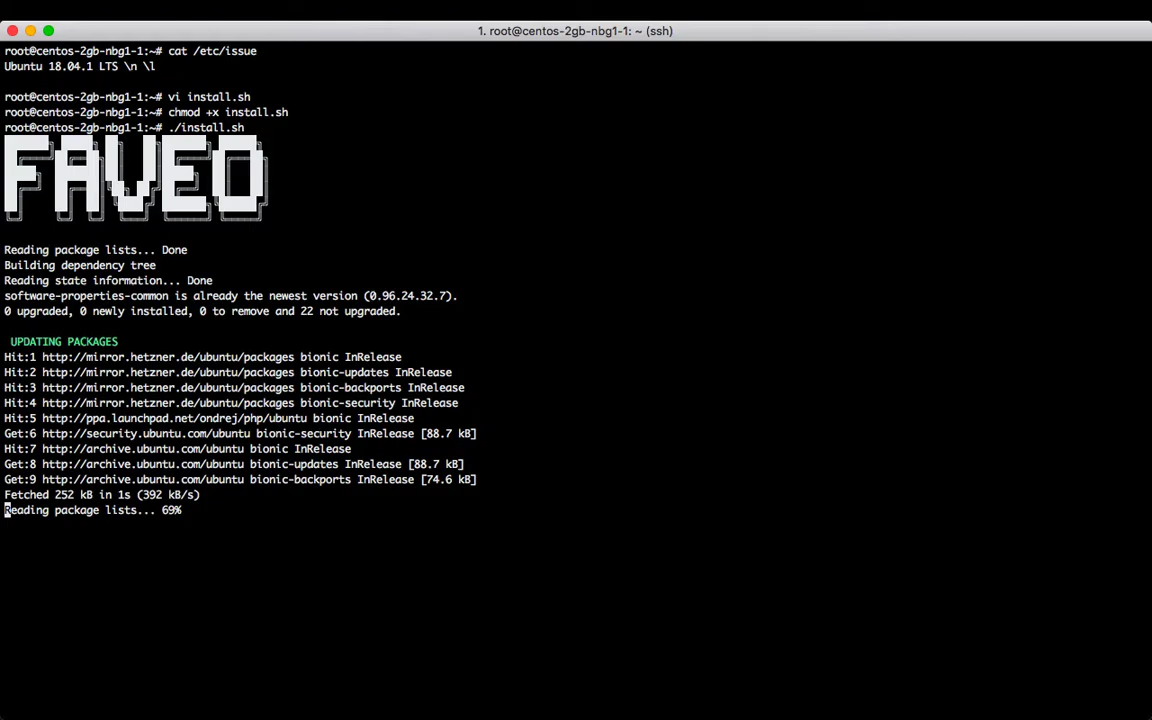 1. root@centos-2gb-nbg1-1: ~ (ssh)
root@centos-2gb-nbg1-1:~# cat /etc/issue
Ubuntu 18.04.1 LTS \n \l
root@centos-2gb-nbg1-1:~# vi install.sh
root@centos-2gb-nbg1-1:~# chmod +x install.sh
root@centos-2gb-nbg1-1:~# ./install.sh
FAVEO
Reading package lists... Done
Building dependency tree
Reading state information... Done
software-properties-common is already the newest version (0.96.24.32.7).
0 upgraded, 0 newly installed, 0 to remove and 22 not upgraded.
UPDATING PACKAGES
Hit:1 http://mirror.hetzner.de/ubuntu/packages bionic InRelease
Hit:2 http://mirror.hetzner.de/ubuntu/packages bionic-updates InRelease
Hit:3 http://mirror.hetzner.de/ubuntu/packages bionic-backports InRelease
Hit:4 http://mirror.hetzner.de/ubuntu/packages bionic-security InRelease
Hit:5 http://ppa.launchpad.net/ondrej/php/ubuntu bionic InRelease
Get:6 http://security.ubuntu.com/ubuntu bionic-security InRelease [88.7 kB]
Hit:7 http://archive.ubuntu.com/ubuntu bionic InRelease
Get:8 http://archive.ubuntu.com/ubuntu bionic-updates InRelease [88.7 kB]
Get:9 http://archive.ubuntu.com/ubuntu bionic-backports InRelease [74.6 kB]
Fetched 252 kB in 1s (392 kB/s)
Reading package lists... 69%